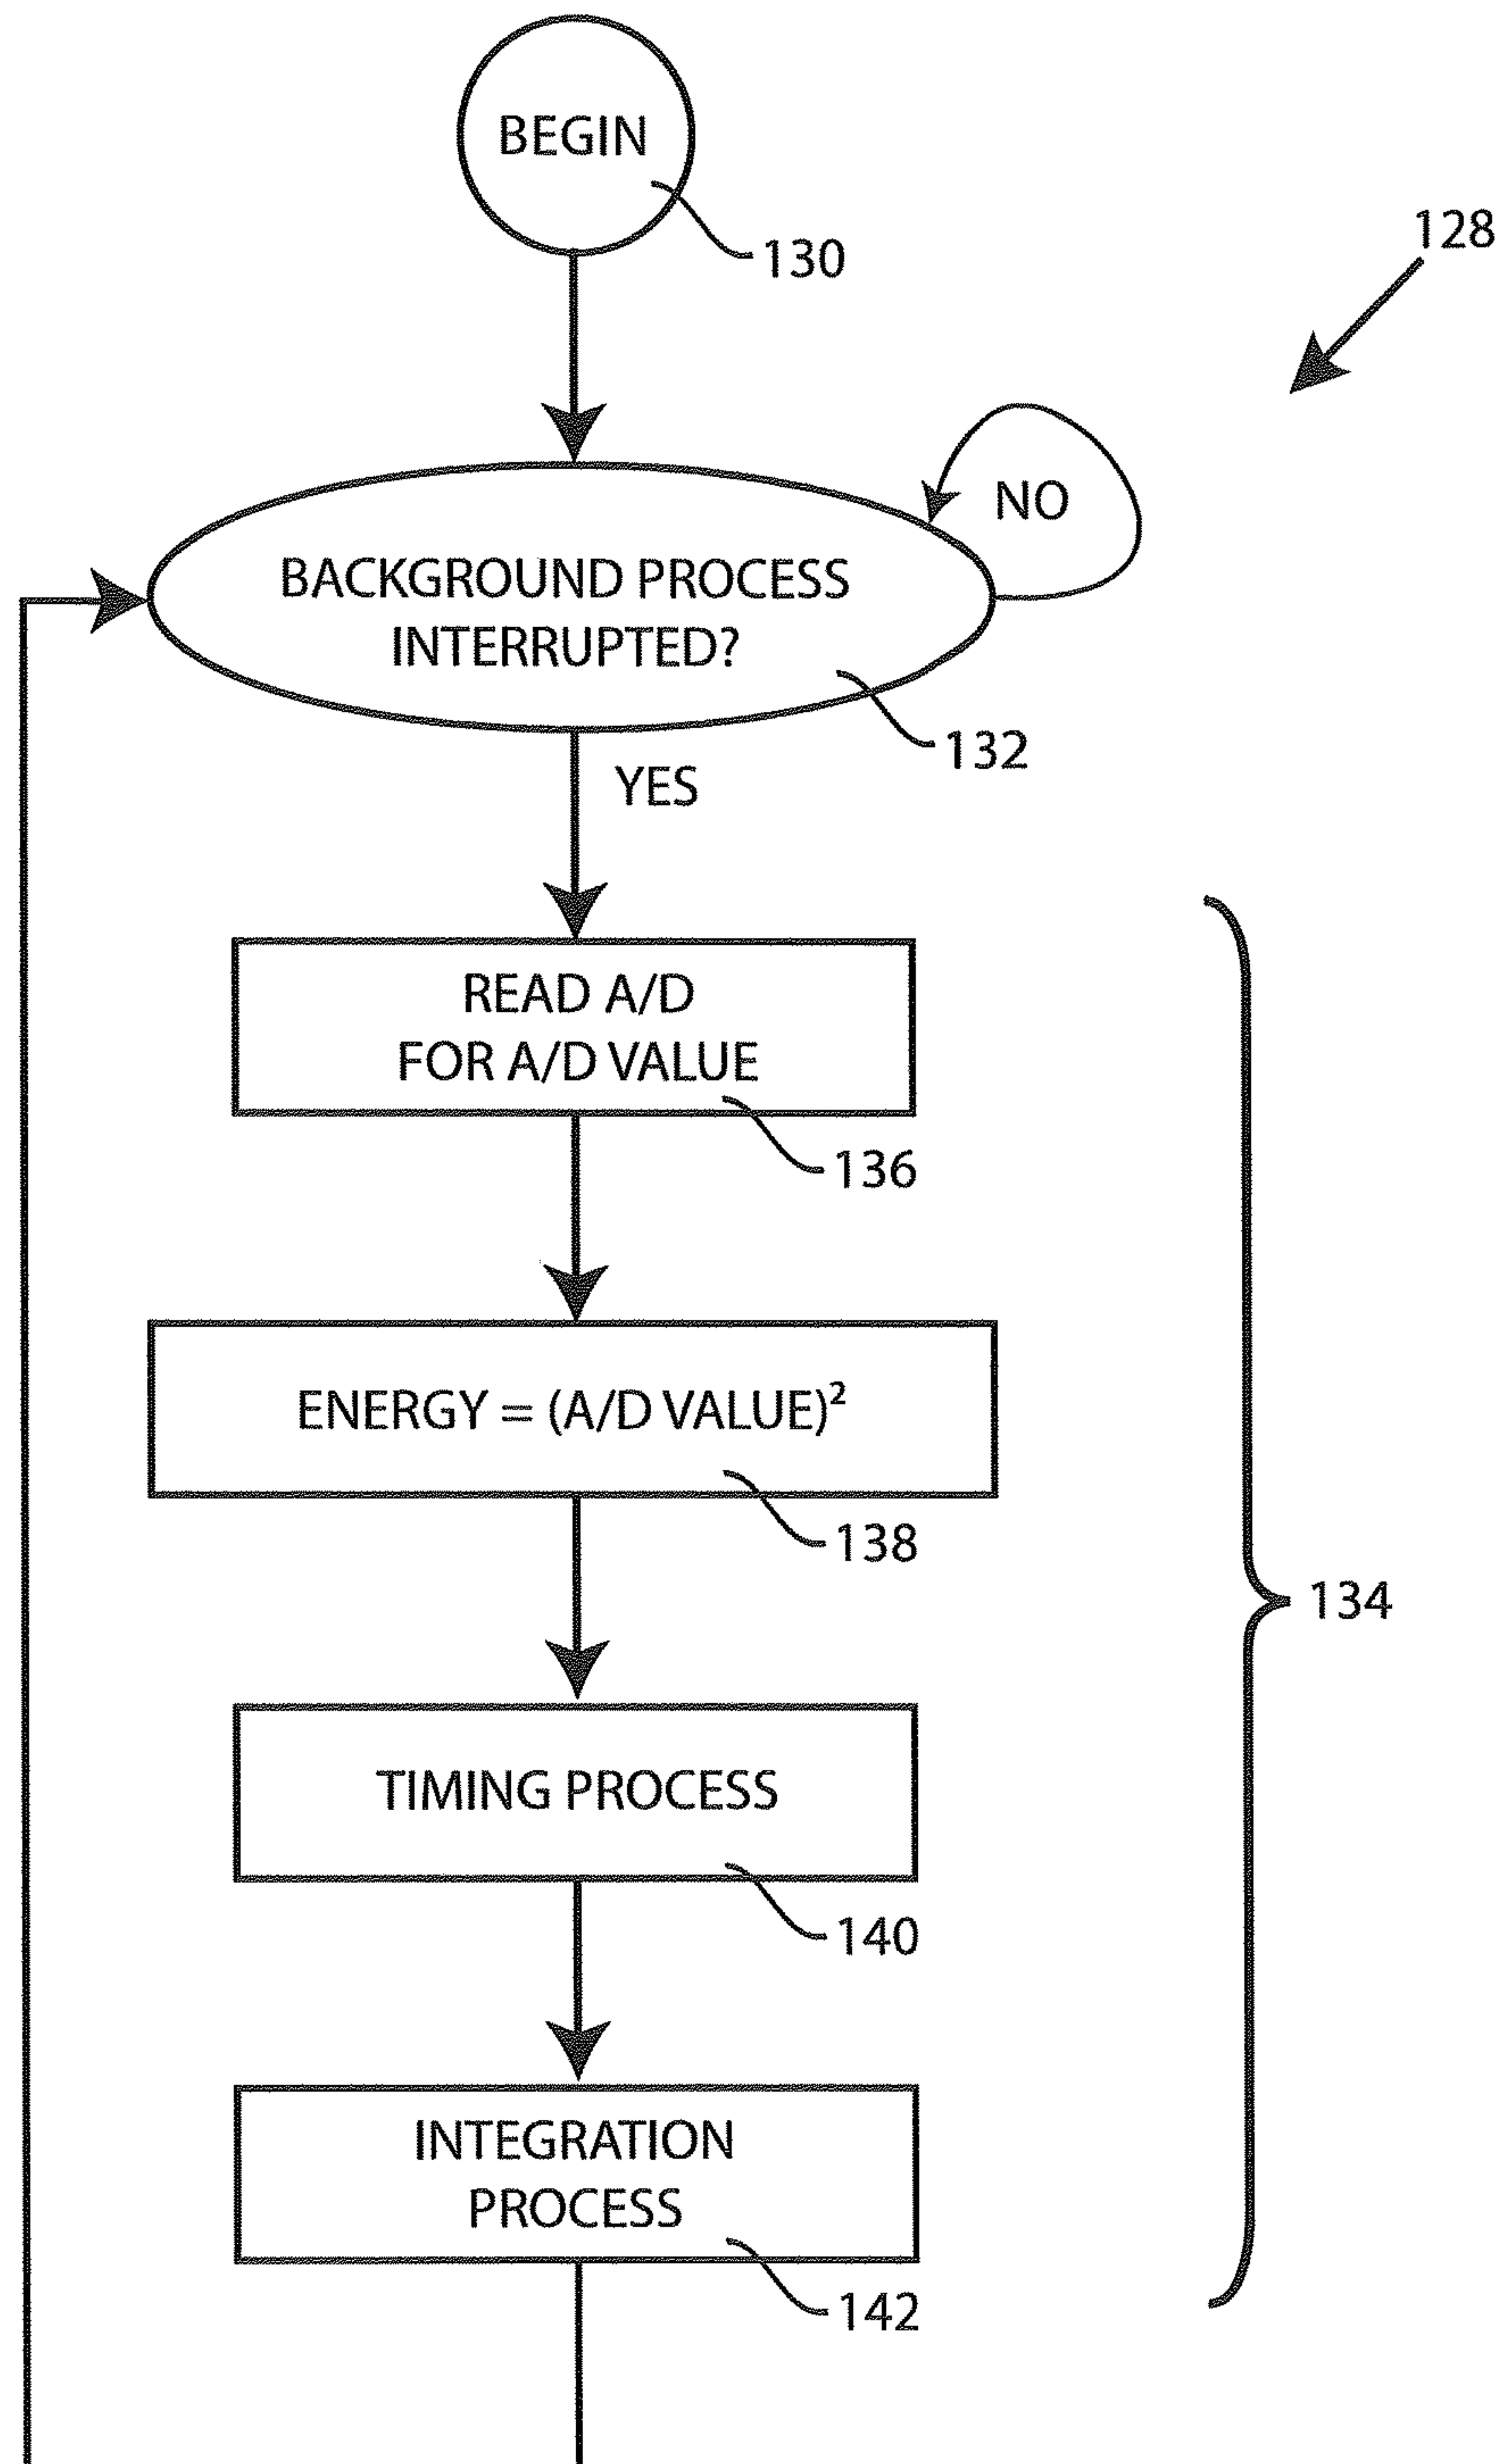 BEGIN
130
128
NO
BACKGROUND PROCESS
INTERRUPTED?
132
YES
READ A/D
FOR A/D VALUE
136
ENERGY = (A/D VALUE)²
138
134
TIMING PROCESS
140
INTEGRATION
PROCESS
142